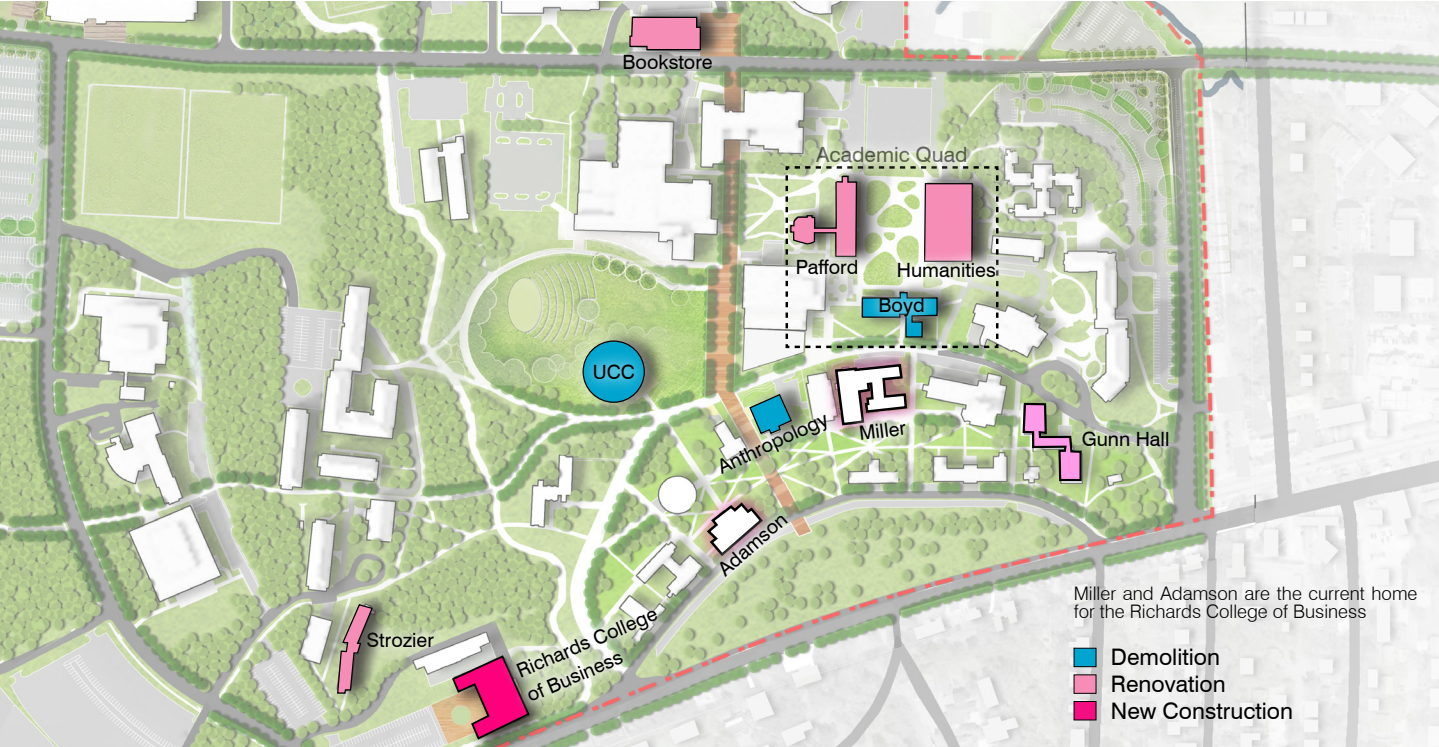 Bookstore
Academic Quad
Pafford
Humanities
Boyd
UCC
Anthropology
Miller
Gunn Hall
Adamson
Strozier
Richards College
of Business
Miller and Adamson are the current home
for the Richards College of Business
Demolition
Renovation
New Construction